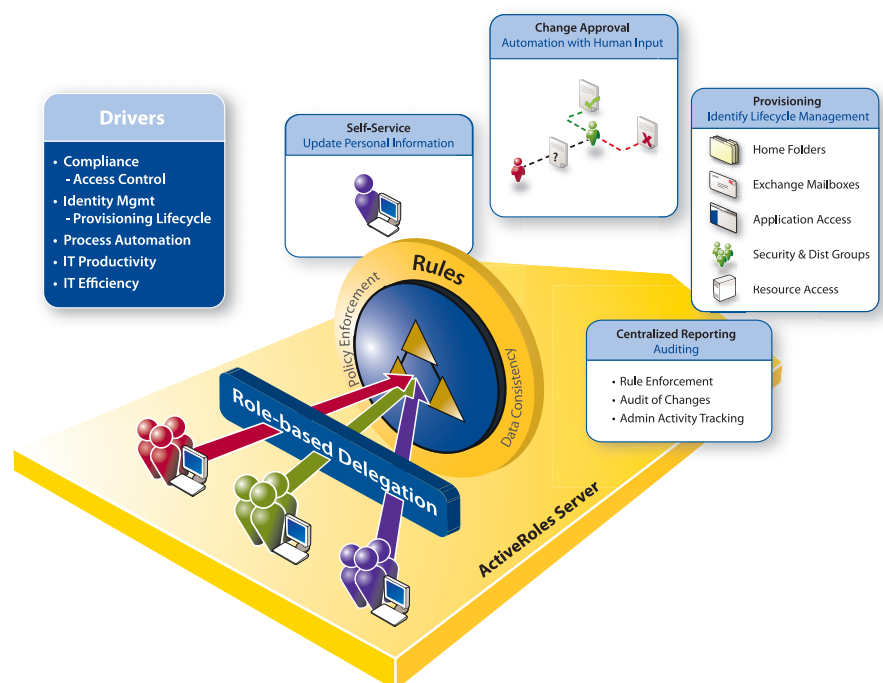 Drivers
• Compliance
- Access Control
• Identity Mgmt
- Provisioning Lifecycle
• Process Automation
• IT Productivity
• IT Efficiency
Self-Service
Update Personal Information
Change Approval
Automation with Human Input
?
Provisioning
Identify Lifecycle Management
Home Folders
Exchange Mailboxes
Application Access
Security & Dist Groups
Resource Access
Centralized Reporting
Auditing
• Rule Enforcement
• Audit of Changes
• Admin Activity Tracking
Rules
Policy Enforcement
Data Consistency
Role-based Delegation
ActiveRoles Server